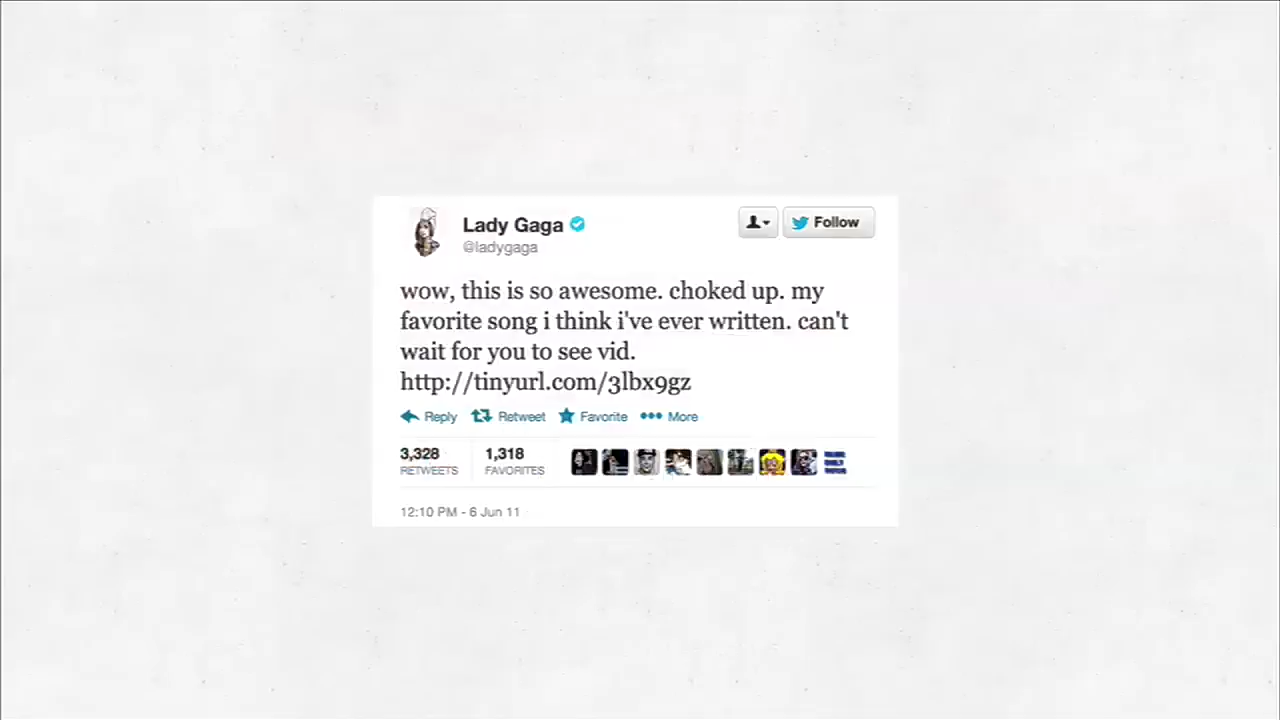 Lady Gaga
Follow
@ladygaga
wow, this is so awesome. choked up. my
favorite song i think i've ever written. can't
wait for you to see vid.
http://tinyurl.com/3lbx9gz
Reply Retweet Favorite More
3,328 1,318
RETWEETS FAVORITES
12:10 PM - 6 Jun 11